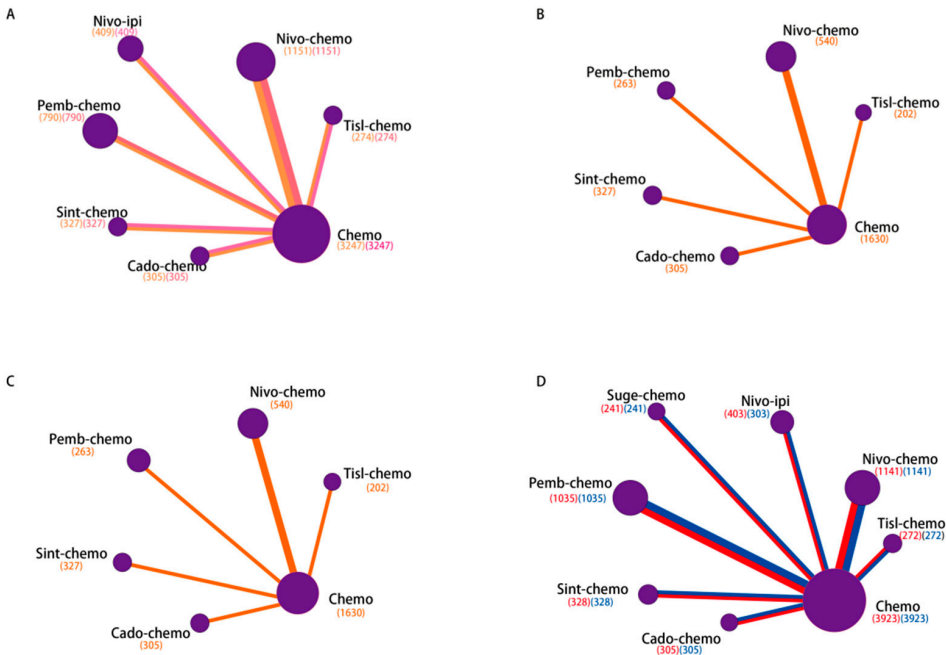 A
Nivo-ipi
(409)(409)
Nivo-chemo
(1151)(1151)
Pemb-chemo
(790)(790)
Tisl-chemo
(274)(274)
Sint-chemo
(327)(327)
Chemo
(3247)(3247)
Cado-chemo
(305)(305)
B
Nivo-chemo
(540)
Pemb-chemo
(263)
Tisl-chemo
(202)
Sint-chemo
(327)
Chemo
(1630)
Cado-chemo
(305)
C
Nivo-chemo
(540)
Pemb-chemo
(263)
Tisl-chemo
(202)
Sint-chemo
(327)
Chemo
(1630)
Cado-chemo
(305)
D
Suge-chemo
(241)(241)
Nivo-ipi
(403)(303)
Nivo-chemo
(1141)(1141)
Pemb-chemo
(1035)(1035)
Tisl-chemo
(272)(272)
Sint-chemo
(328)(328)
Chemo
(3923)(3923)
Cado-chemo
(305)(305)